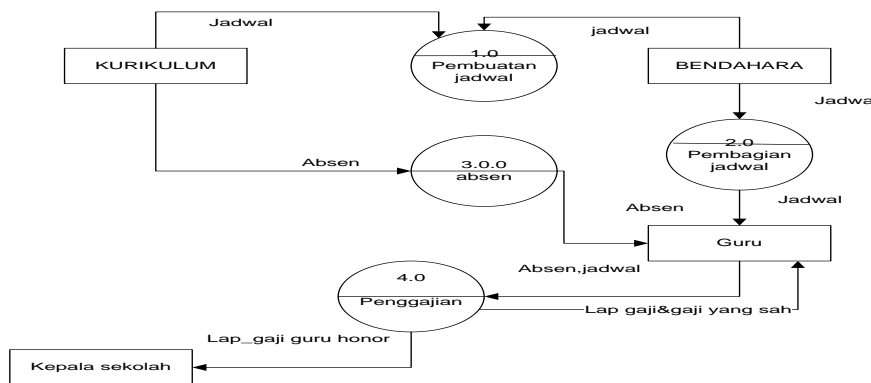 Jadwal
jadwal
KURIKULUM
1.0
Pembuatan
jadwal
BENDAHARA
Jadwa
2.0
Pembagian
jadwal
Absen
3.0.0
absen
Absen
Jadwal
Guru
Absen,jadwal
4.0
Penggajian
Lap gaji&gaji yang sah
Lap_gaji guru honor
Kepala sekolah